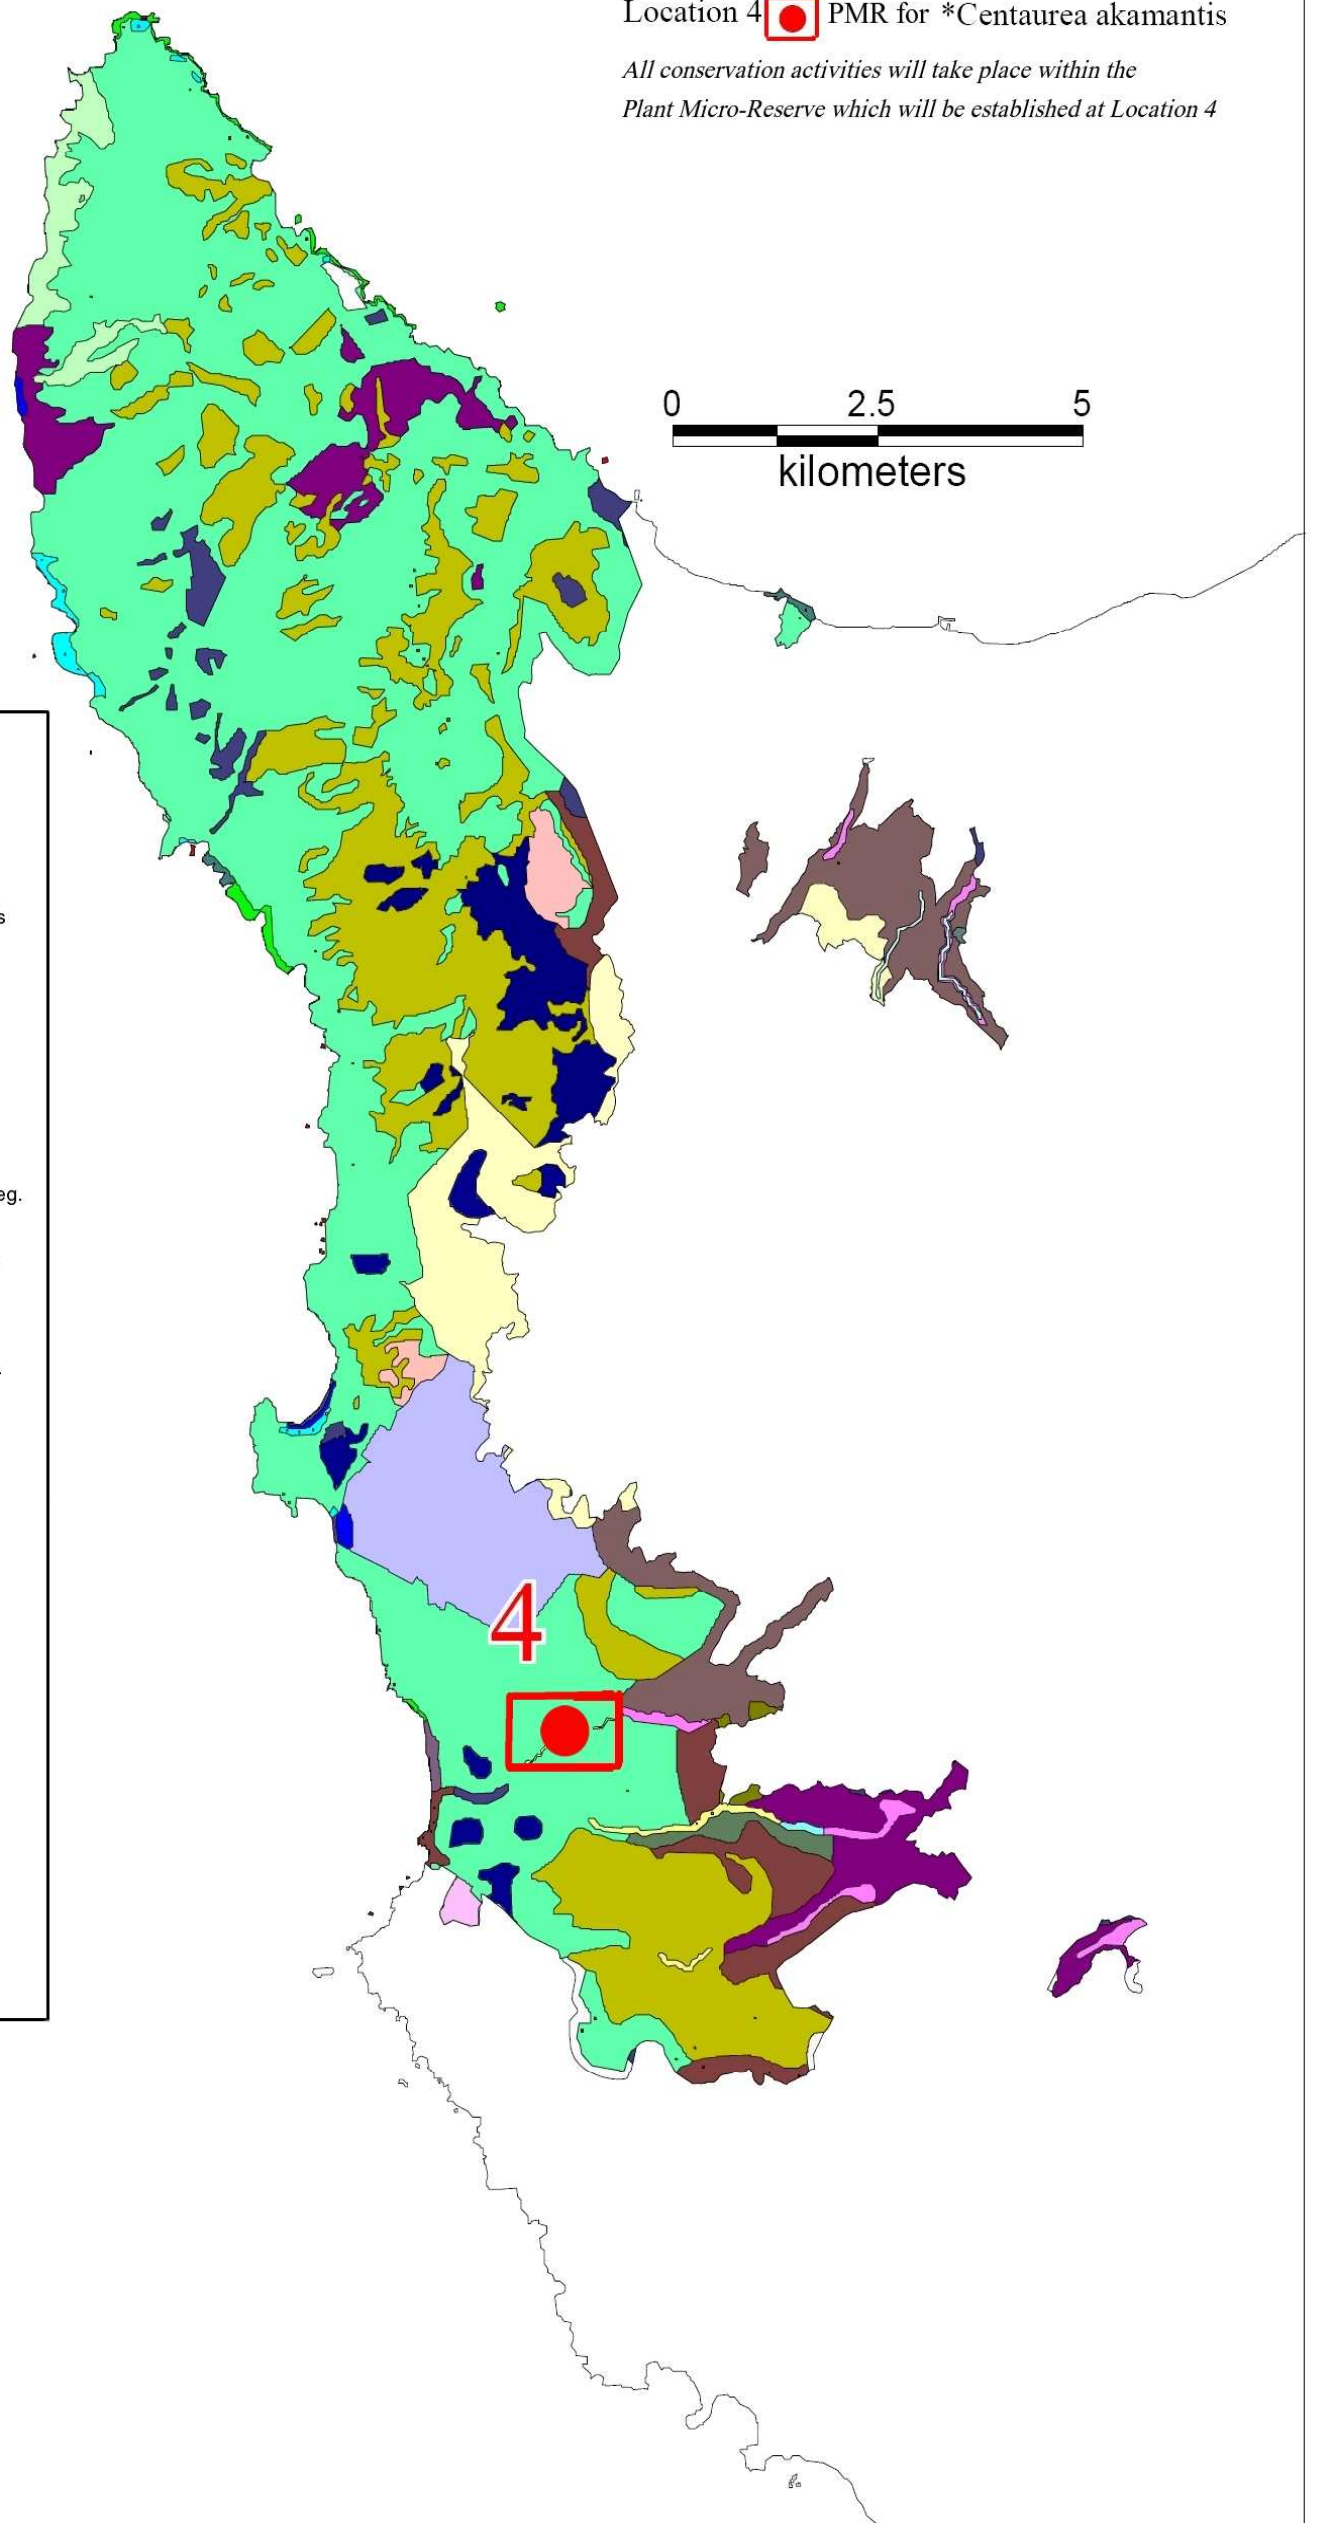 Location 4 PMR for *Centaurea akamantis
All conservation activities will take place within the
Plant Micro-Reserve which will be established at Location 4
0 2.5 5
kilometers
s
eg.
4